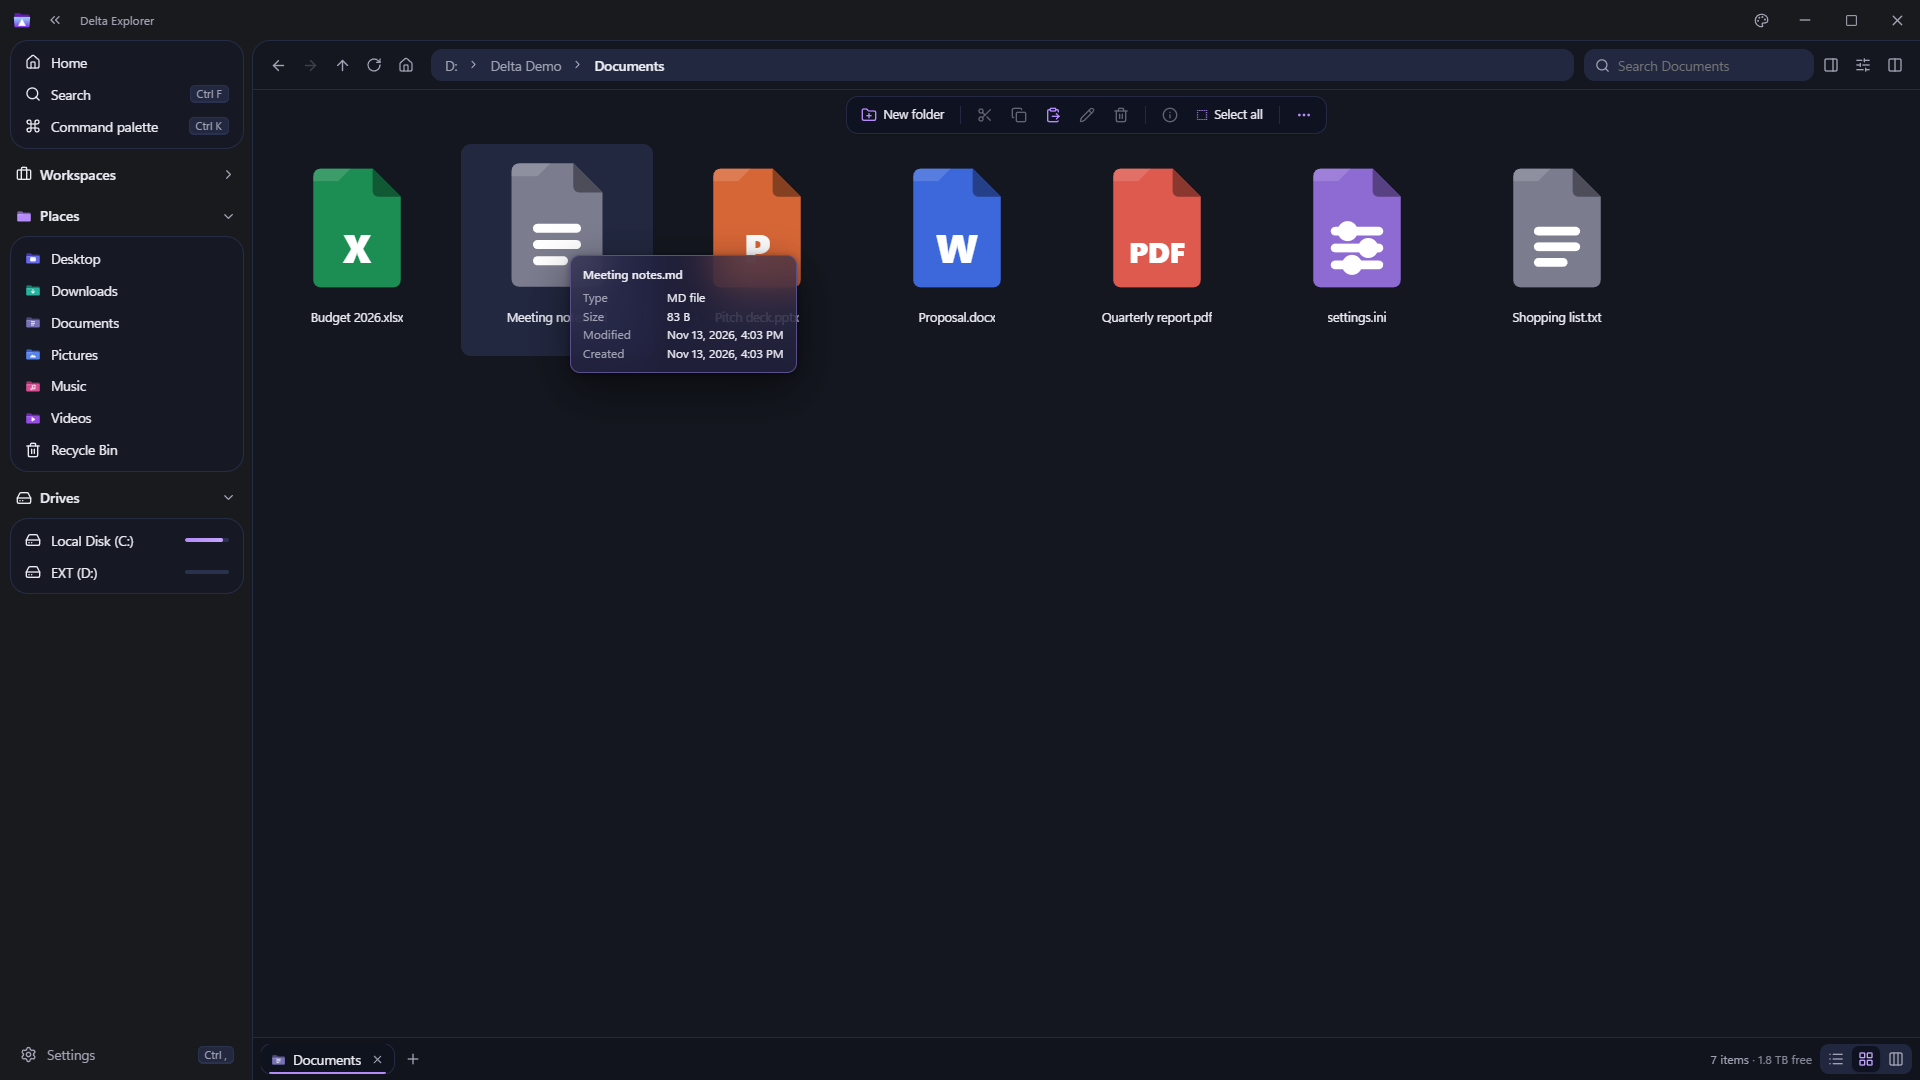 Delta Explorer
Home
Search Ctrl F
Command palette Ctrl K
Workspaces
Places
Desktop
Downloads
Documents
Pictures
Music
Videos
Recycle Bin
Drives
Local Disk (C:)
EXT (D:)
Settings Ctrl ,
D: Delta Demo Documents
Search Documents
New folder Select all
X
P
W
PDF
Budget 2026.xlsx
Meeting no
Pitch deck.pptx
Proposal.docx
Quarterly report.pdf
settings.ini
Shopping list.txt
Meeting notes.md
Type MD file
Size 83 B
Modified Nov 13, 2026, 4:03 PM
Created Nov 13, 2026, 4:03 PM
Documents
7 items · 1.8 TB free